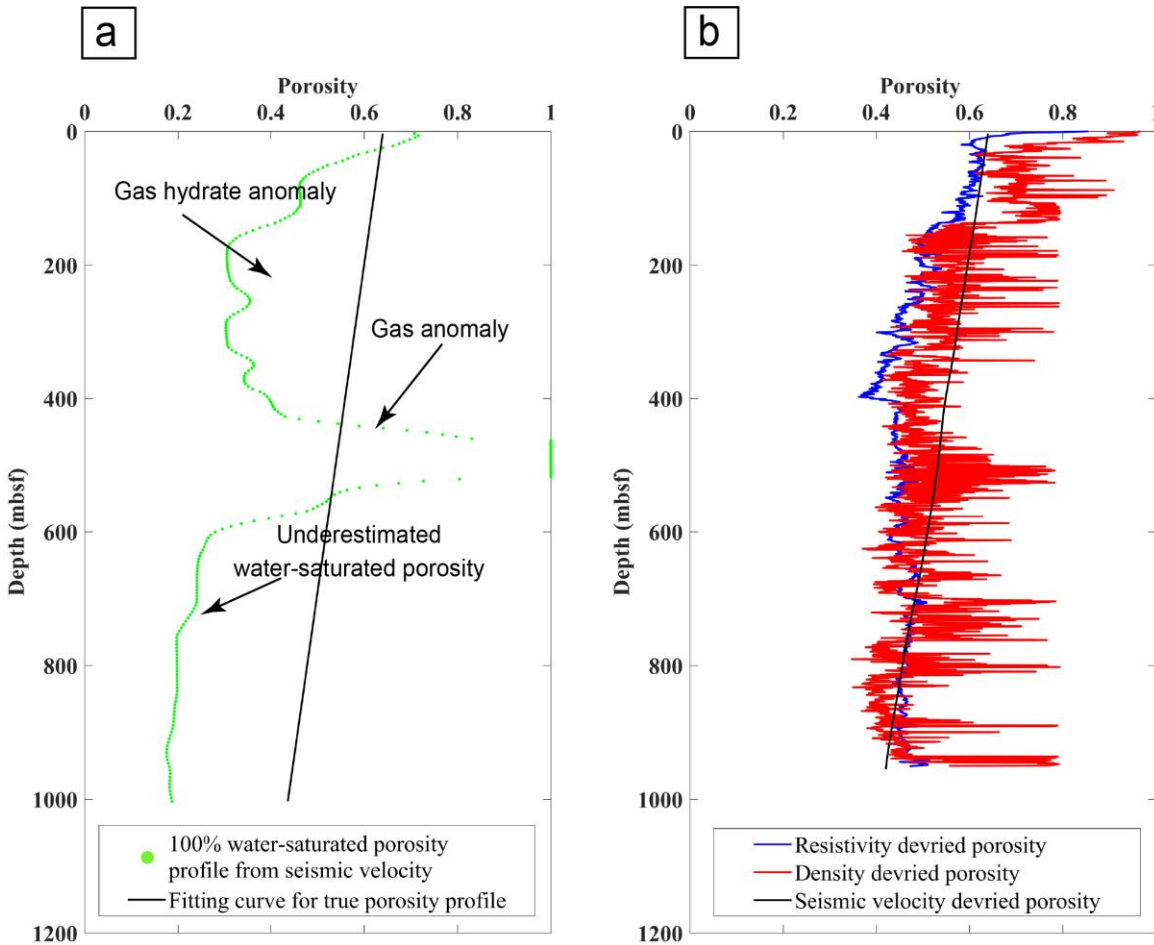 a
Porosity
0 0.2 0.4 0.6 0.8 1
0
200
400
600
800
1000
1200
Depth (mbsf)
Gas hydrate anomaly
Gas anomaly
Underestimated
water-saturated porosity
100% water-saturated porosity
profile from seismic velocity
Fitting curve for true porosity profile
b
Porosity
0 0.2 0.4 0.6 0.8 1
0
200
400
600
800
1000
1200
Depth (mbsf)
Resistivity devried porosity
Density devried porosity
Seismic velocity devried porosity